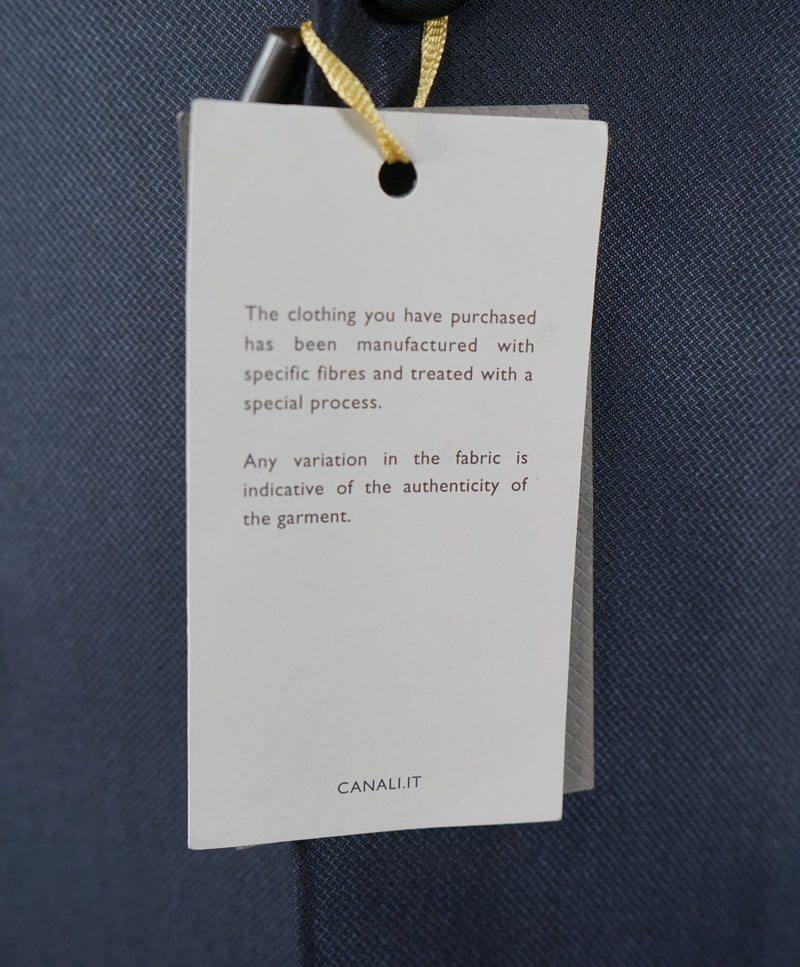 The clothing you have purchased
has been manufactured with
specific fibres and treated with a
special process.
Any variation in the fabric is
indicative of the authenticity of
the garment.
CANALI.IT